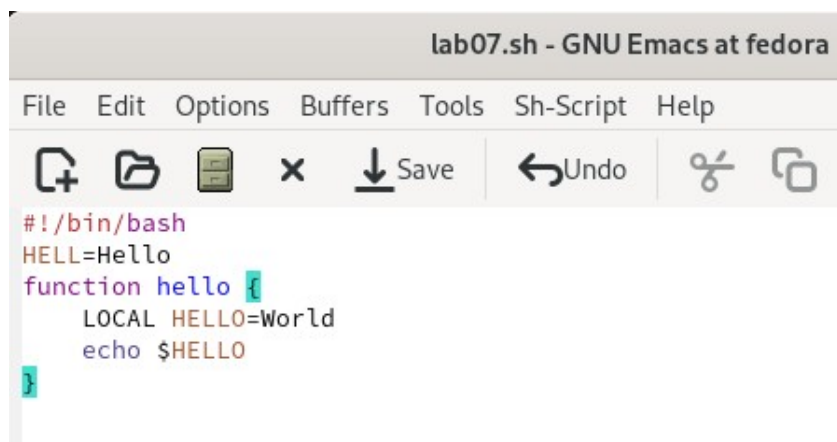 lab07.sh - GNU Emacs at fedora
File Edit Options Buffers Tools Sh-Script Help
Save Undo
#!/bin/bash
HELL=Hello
function hello {
    LOCAL HELLO=World
    echo $HELLO
}